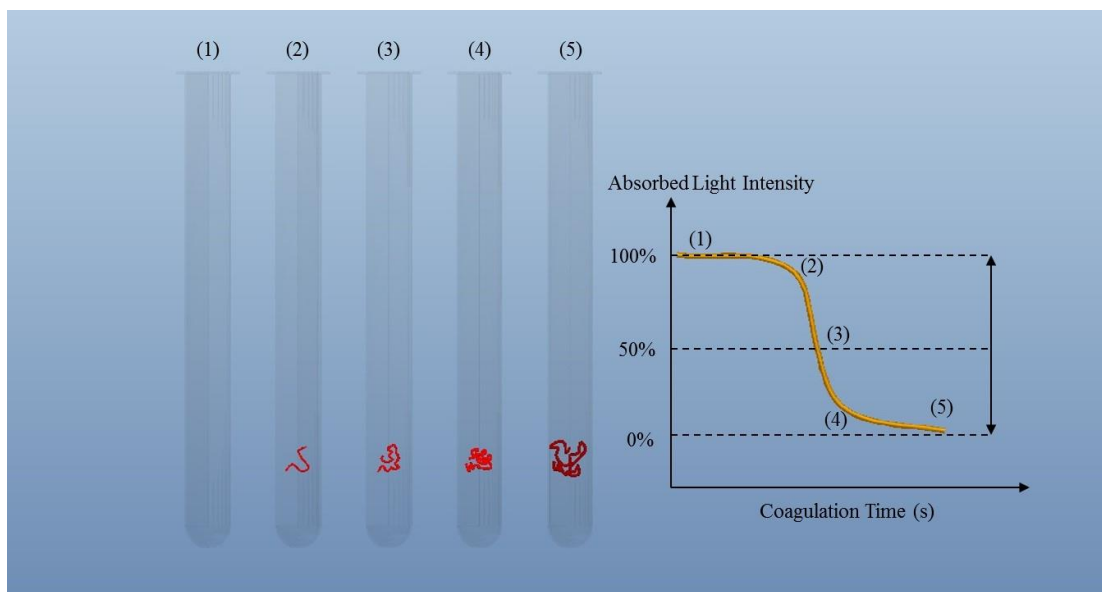 (1) (2) (3) (4) (5)
Absorbed Light Intensity
100%
50%
0%
(1)
(2)
(3)
(4)
(5)
Coagulation Time (s)